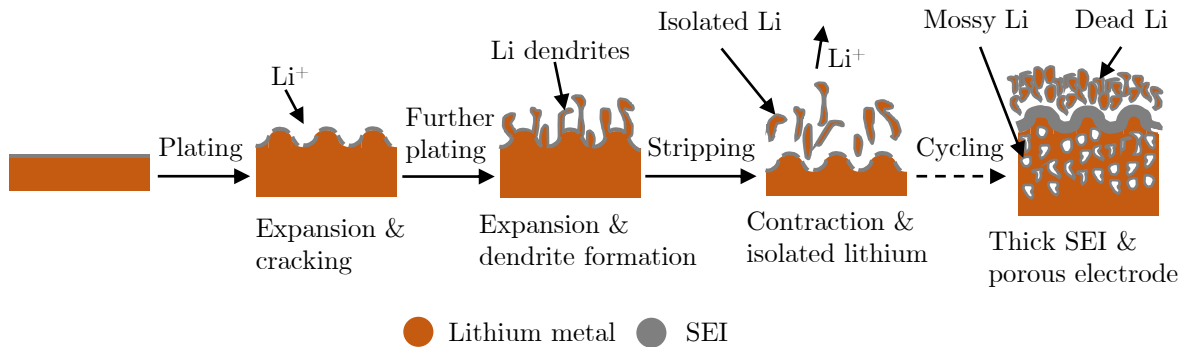 Isolated Li
Mossy Li
Dead Li
Li dendrites
Li⁺
Li⁺
Plating
Further
plating
Stripping
Cycling
Expansion &
cracking
Expansion &
dendrite formation
Contraction &
isolated lithium
Thick SEI &
porous electrode
Lithium metal
SEI